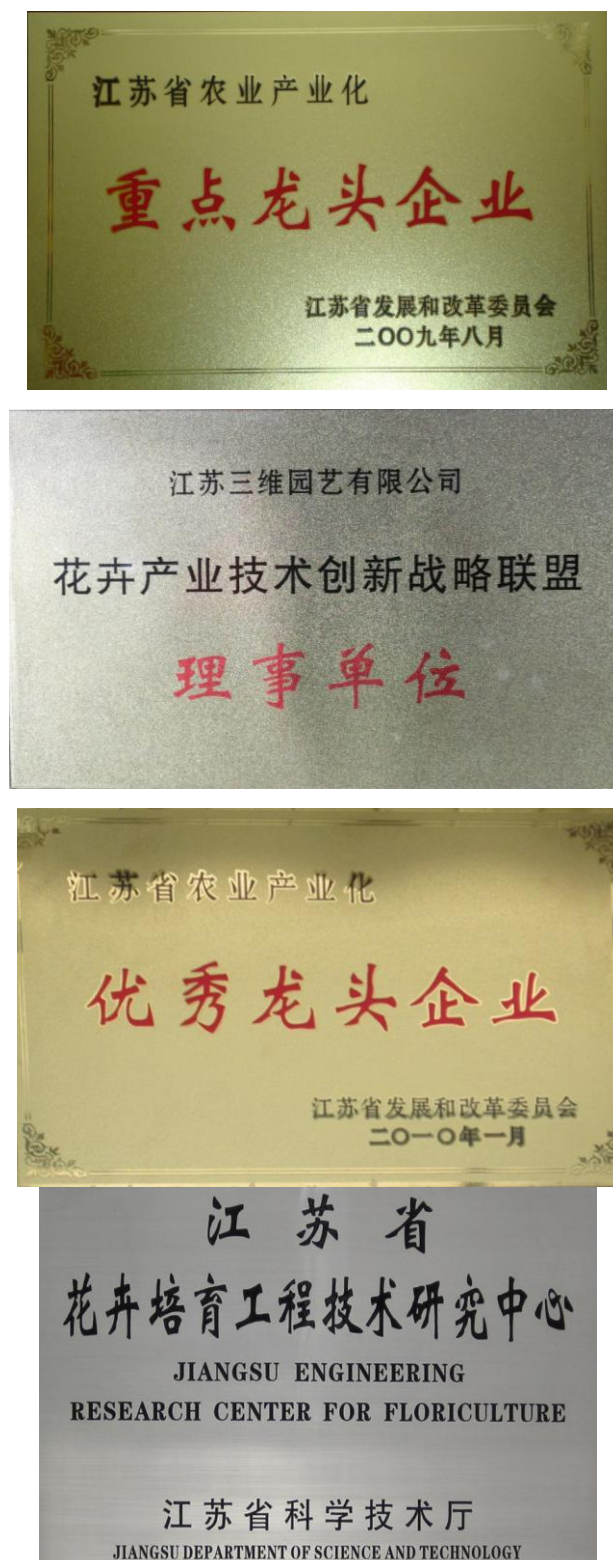 江苏省农业产业化
重点龙头企业
江苏省发展和改革委员会
二〇〇九年八月
江苏三维园艺有限公司
花卉产业技术创新战略联盟
理事单位
江苏省农业产业化
优秀龙头企业
江苏省发展和改革委员会
二〇一〇年一月
江苏省
花卉培育工程技术研究中心
JIANGSU ENGINEERING
RESEARCH CENTER FOR FLORICULTURE
江苏省科学技术厅
JIANGSU DEPARTMENT OF SCIENCE AND TECHNOLOGY